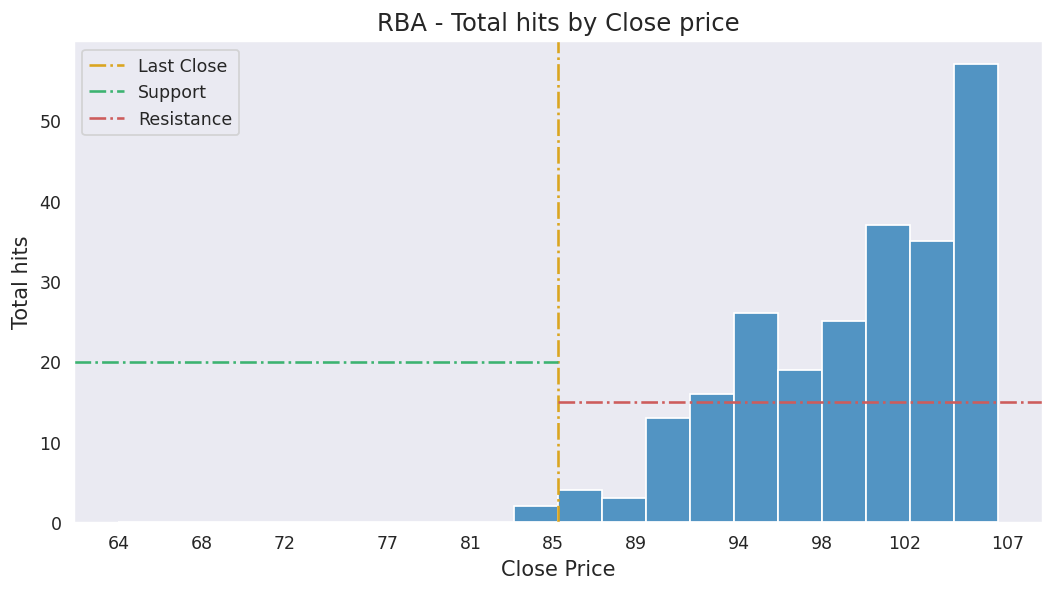 RBA - Total hits by Close price
Last Close
Support
Resistance
50
40
30
20
10
0
Total hits
64 68 72 77 81 85 89 94 98 102 107
Close Price